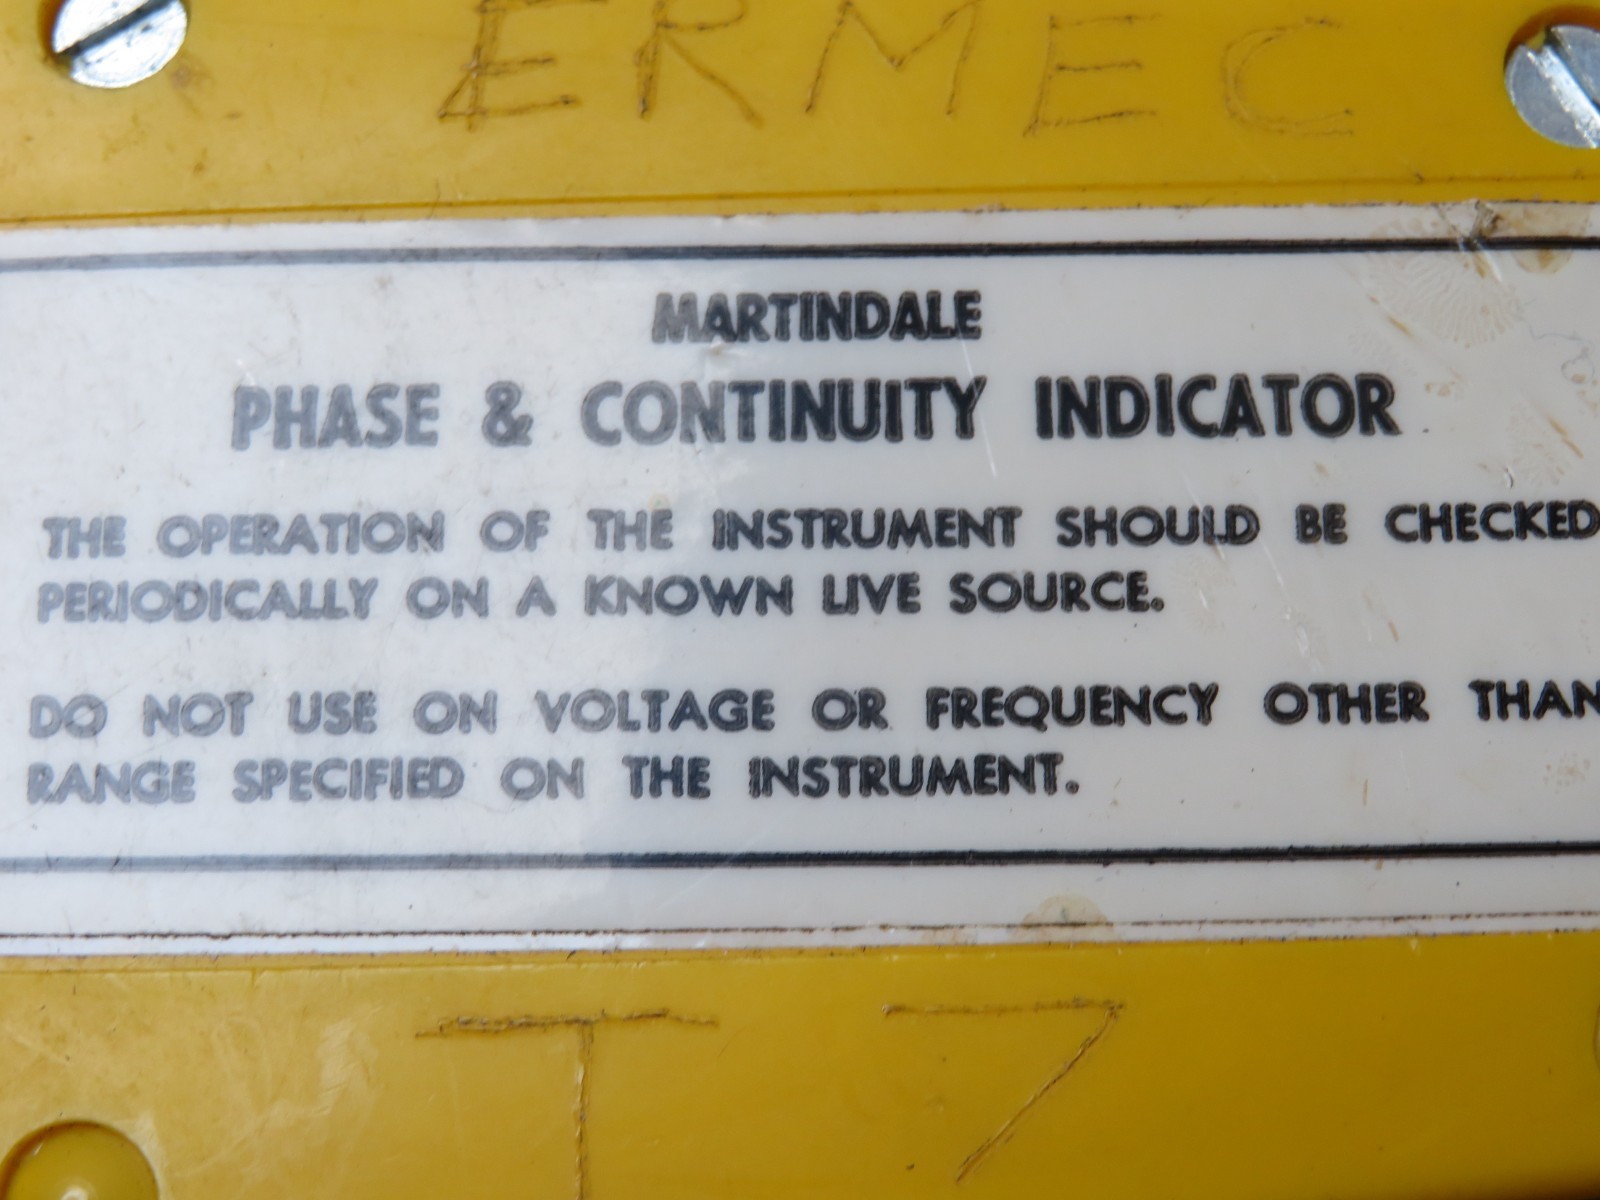 ERMEC
MARTINDALE
PHASE & CONTINUITY INDICATOR
THE OPERATION OF THE INSTRUMENT SHOULD BE CHECKED
PERIODICALLY ON A KNOWN LIVE SOURCE.
DO NOT USE ON VOLTAGE OR FREQUENCY OTHER THAN
RANGE SPECIFIED ON THE INSTRUMENT.
T 7